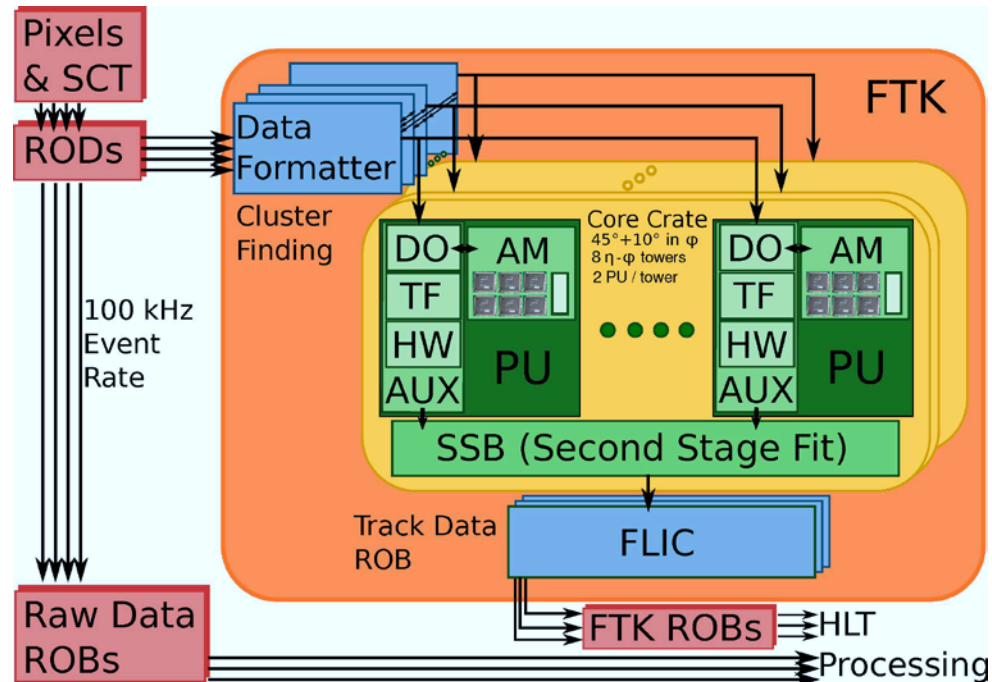 Pixels
& SCT
RODs
FTK
Data
Formatter
Cluster
Finding
Core Crate
45°+10° in φ
8 η-φ towers
2 PU / tower
DO
AM
TF
HW
PU
AUX
DO
AM
TF
HW
PU
AUX
100 kHz
Event
Rate
SSB (Second Stage Fit)
Track Data
ROB
FLIC
Raw Data
ROBs
FTK ROBs
HLT
Processing